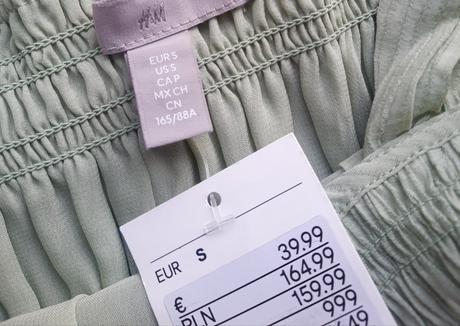 H&M
EUR S
US S
CA P
MX CH
CN
165/88A
EUR S
€ 39.99
PLN 164.99
159.99
999